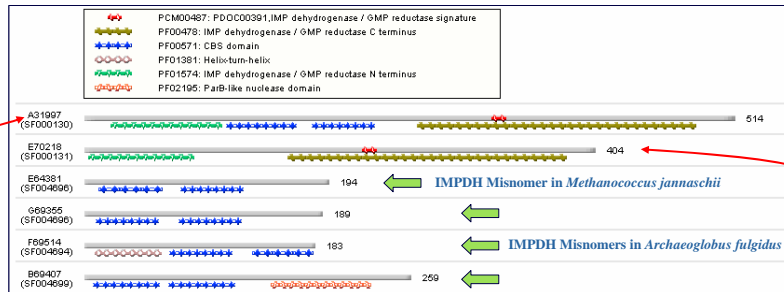 PCM00487: PDOC00391,IMP dehydrogenase / GMP reductase signature
PF00478: IMP dehydrogenase / GMP reductase C terminus
PF00571: CBS domain
PF01381: Helix-turn-helix
PF01574: IMP dehydrogenase / GMP reductase N terminus
PF02195: ParB-like nuclease domain
A31997
(SF000130)
514
E70218
(SF000131)
404
E64381
(SF004696)
194
IMPDH Misnomer in Methanococcus jannaschii
G69355
(SF004696)
189
F69514
(SF004694)
183
IMPDH Misnomers in Archaeoglobus fulgidus
B69407
(SF004699)
259